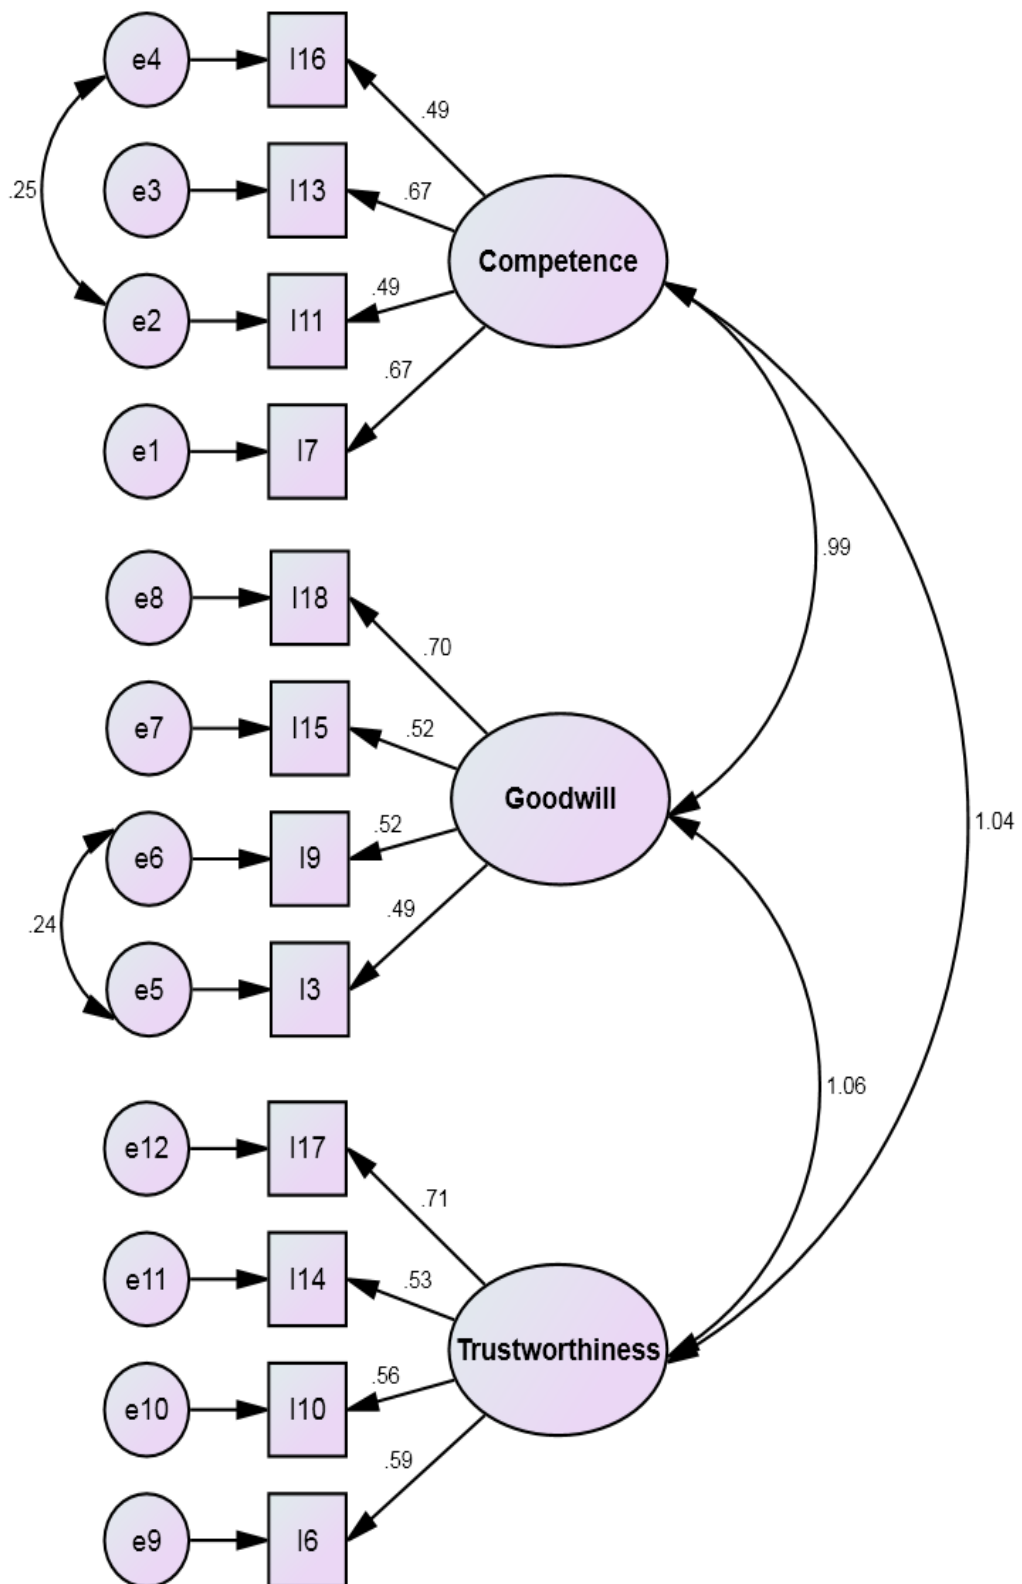 e4
I16
.49
e3
I13
.67
.25
Competence
e2
I11
.49
e1
I7
.67
.99
e8
I18
.70
e7
I15
.52
Goodwill
1.04
e6
I9
.52
.24
e5
I3
.49
1.06
e12
I17
.71
e11
I14
.53
Trustworthiness
e10
I10
.56
e9
I6
.59